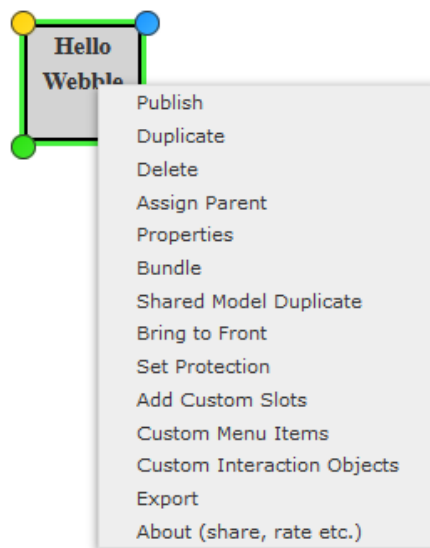 Hello
Webble
Publish
Duplicate
Delete
Assign Parent
Properties
Bundle
Shared Model Duplicate
Bring to Front
Set Protection
Add Custom Slots
Custom Menu Items
Custom Interaction Objects
Export
About (share, rate etc.)